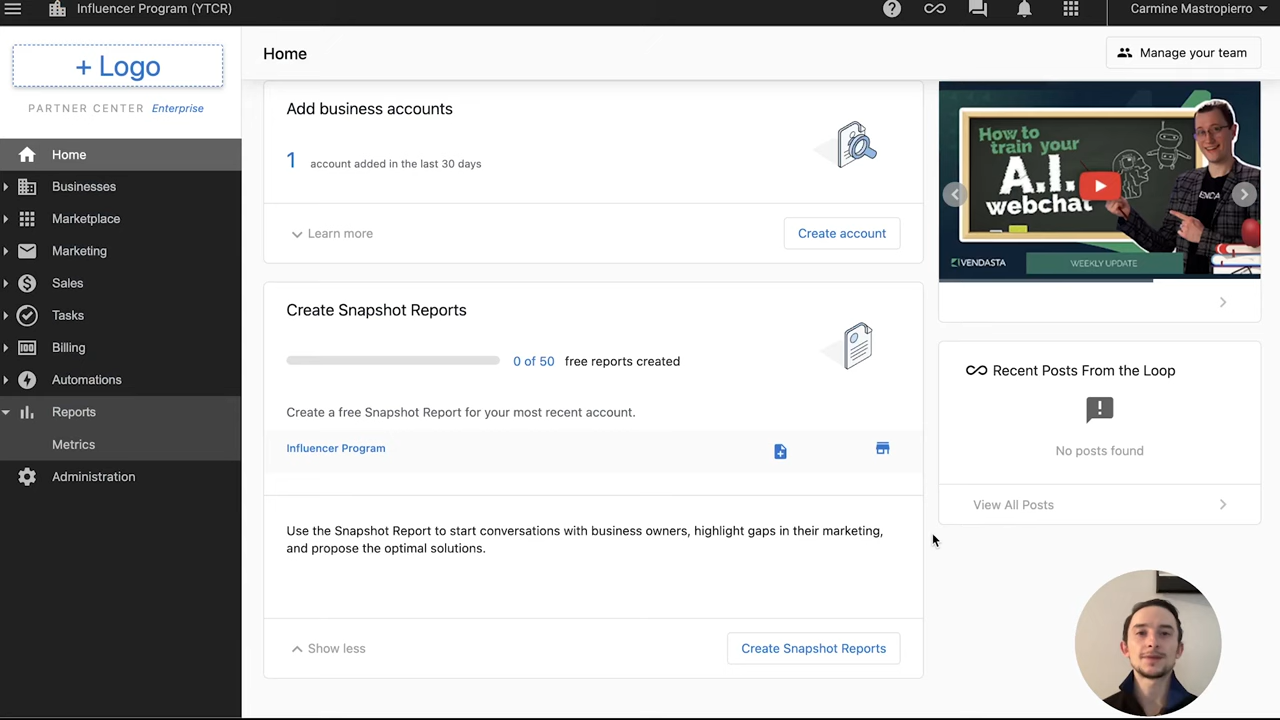 Influencer Program (YTCR)
Carmine Mastropierro
+ Logo
PARTNER CENTER Enterprise
Home
Businesses
Marketplace
Marketing
Sales
Tasks
Billing
Automations
Reports
Metrics
Administration
Home
Manage your team
Add business accounts
1 account added in the last 30 days
Learn more
Create account
Create Snapshot Reports
0 of 50 free reports created
Create a free Snapshot Report for your most recent account.
Influencer Program
Use the Snapshot Report to start conversations with business owners, highlight gaps in their marketing,
and propose the optimal solutions.
Show less
Create Snapshot Reports
How to
train your
A.I.
webchat
VENDASTA
WEEKLY UPDATE
Recent Posts From the Loop
No posts found
View All Posts